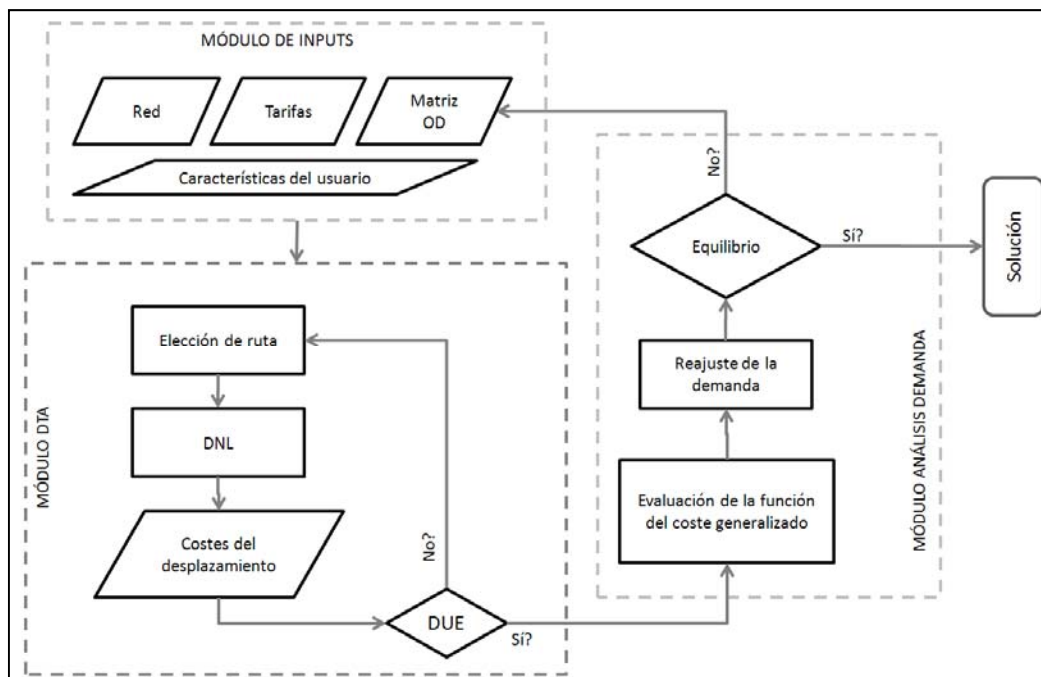 MÓDULO DE INPUTS
Red
Tarifas
Matriz
OD
Características del usuario
MÓDULO DTA
Elección de ruta
DNL
Costes del
desplazamiento
No?
DUE
Sí?
No?
Equilibrio
Sí?
Solución
Reajuste de la
demanda
Evaluación de la función
del coste generalizado
MÓDULO ANÁLISIS DEMANDA